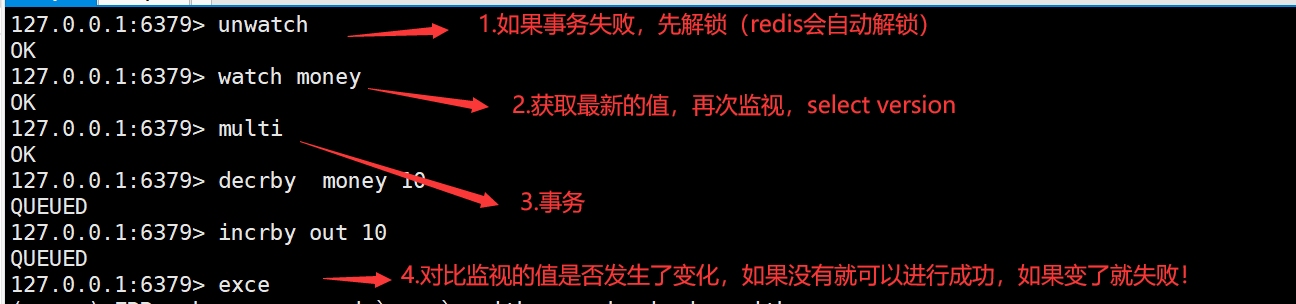 127.0.0.1:6379> unwatch
1.如果事务失败，先解锁（redis会自动解锁）
OK
127.0.0.1:6379> watch money
OK
2.获取最新的值，再次监视，select version
127.0.0.1:6379> multi
OK
127.0.0.1:6379> decrby  money 10
QUEUED
3.事务
127.0.0.1:6379> incrby out 10
QUEUED
127.0.0.1:6379> exce
4.对比监视的值是否发生了变化，如果没有就可以进行成功，如果变了就失败！